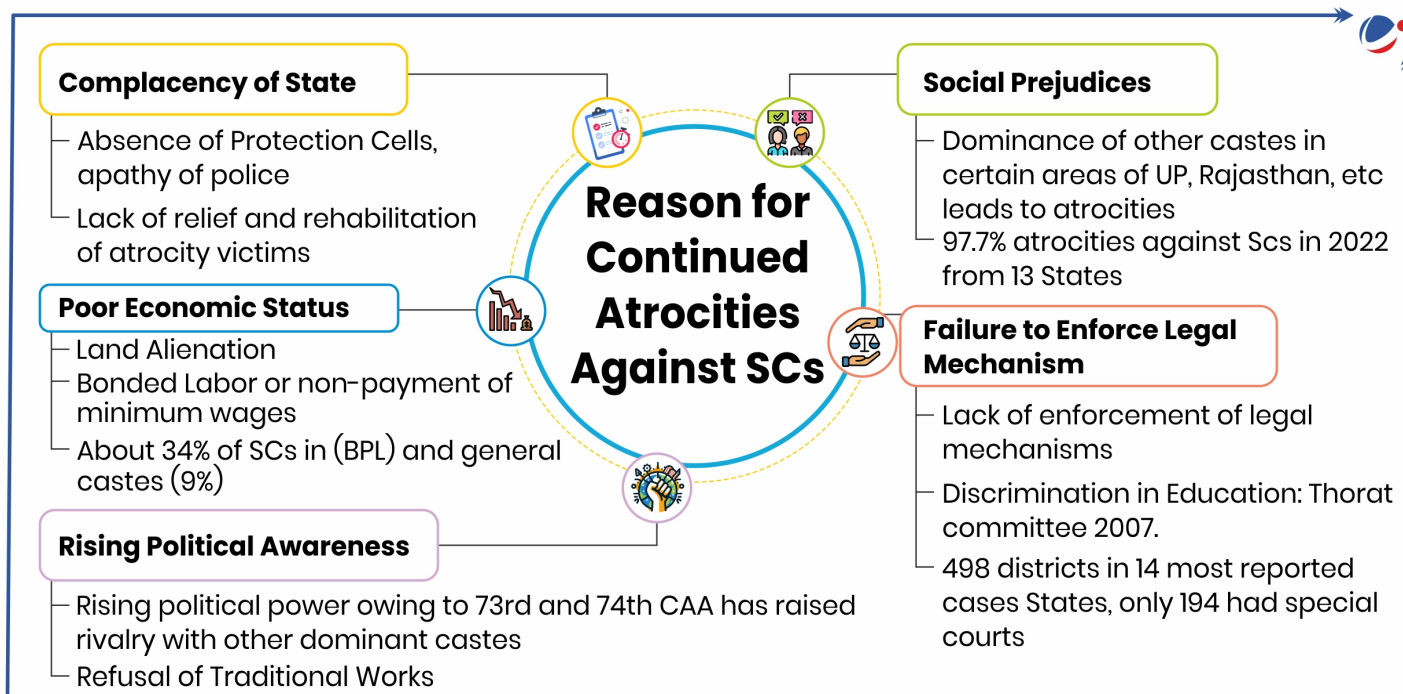 Complacency of State
Absence of Protection Cells,
apathy of police
Lack of relief and rehabilitation
of atrocity victims
Poor Economic Status
Land Alienation
Bonded Labor or non-payment of
minimum wages
About 34% of SCs in (BPL) and general
castes (9%)
Rising Political Awareness
Rising political power owing to 73rd and 74th CAA has raised
rivalry with other dominant castes
Refusal of Traditional Works
Reason for
Continued
Atrocities
Against SCs
Social Prejudices
Dominance of other castes in
certain areas of UP, Rajasthan, etc
leads to atrocities
97.7% atrocities against Scs in 2022
from 13 States
Failure to Enforce Legal
Mechanism
Lack of enforcement of legal
mechanisms
Discrimination in Education: Thorat
committee 2007.
498 districts in 14 most reported
cases States, only 194 had special
courts